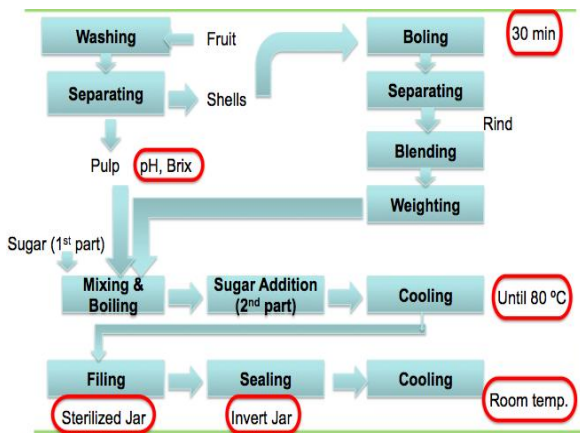 Washing
Fruit
Boling
30 min
Separating
Shells
Separating
Rind
Pulp
pH, Brix
Blending
Weighting
Sugar (1st part)
Mixing &
Boiling
Sugar Addition
(2nd part)
Cooling
Until 80 ºC
Filing
Sealing
Cooling
Room temp.
Sterilized Jar
Invert Jar